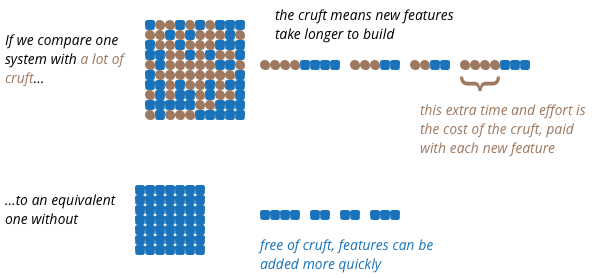 If we compare one
system with a lot of
cruft...
the cruft means new features
take longer to build
this extra time and effort is
the cost of the cruft, paid
with each new feature
...to an equivalent
one without
free of cruft, features can be
added more quickly